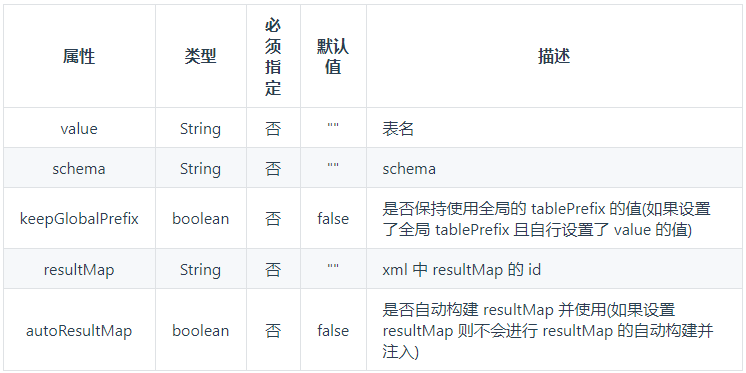 属性 类型 必须指定 默认值 描述
value String 否 "" 表名
schema String 否 "" schema
keepGlobalPrefix boolean 否 false 是否保持使用全局的 tablePrefix 的值(如果设置
了全局 tablePrefix 且自行设置了 value 的值)
resultMap String 否 "" xml 中 resultMap 的 id
autoResultMap boolean 否 false 是否自动构建 resultMap 并使用(如果设置
resultMap 则不会进行 resultMap 的自动构建并
注入)